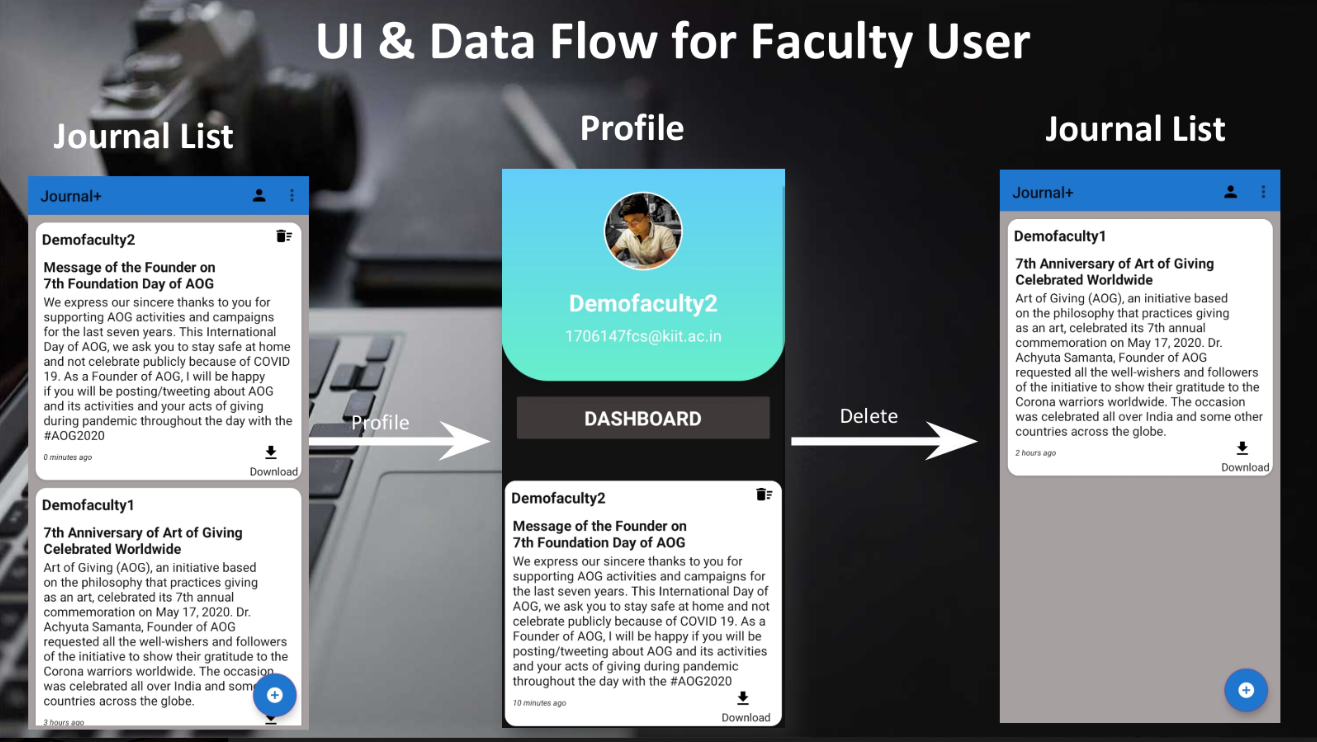 UI & Data Flow for Faculty User
Journal List
Journal+
Demofaculty2
Message of the Founder on
7th Foundation Day of AOG
We express our sincere thanks to you for
supporting AOG activities and campaigns
for the last seven years. This International
Day of AOG, we ask you to stay safe at home
and not celebrate publicly because of COVID
19. As a Founder of AOG, I will be happy
if you will be posting/tweeting about AOG
and its activities and your acts of giving
during pandemic throughout the day with the
#AOG2020
0 minutes ago
Download
Demofaculty1
7th Anniversary of Art of Giving
Celebrated Worldwide
Art of Giving (AOG), an initiative based
on the philosophy that practices giving
as an art, celebrated its 7th annual
commemoration on May 17, 2020. Dr.
Achyuta Samanta, Founder of AOG
requested all the well-wishers and followers
of the initiative to show their gratitude to the
Corona warriors worldwide. The occasion
was celebrated all over India and some
countries across the globe.
3 hours ago
Profile
Profile
Demofaculty2
1706147fcs@kiit.ac.in
DASHBOARD
Demofaculty2
Message of the Founder on
7th Foundation Day of AOG
We express our sincere thanks to you for
supporting AOG activities and campaigns for
the last seven years. This International Day of
AOG, we ask you to stay safe at home and not
celebrate publicly because of COVID 19. As a
Founder of AOG, I will be happy if you will be
posting/tweeting about AOG and its activities
and your acts of giving during pandemic
throughout the day with the #AOG2020
10 minutes ago
Download
Delete
Journal List
Journal+
Demofaculty1
7th Anniversary of Art of Giving
Celebrated Worldwide
Art of Giving (AOG), an initiative based
on the philosophy that practices giving
as an art, celebrated its 7th annual
commemoration on May 17, 2020. Dr.
Achyuta Samanta, Founder of AOG
requested all the well-wishers and followers
of the initiative to show their gratitude to the
Corona warriors worldwide. The occasion
was celebrated all over India and some other
countries across the globe.
2 hours ago
Download